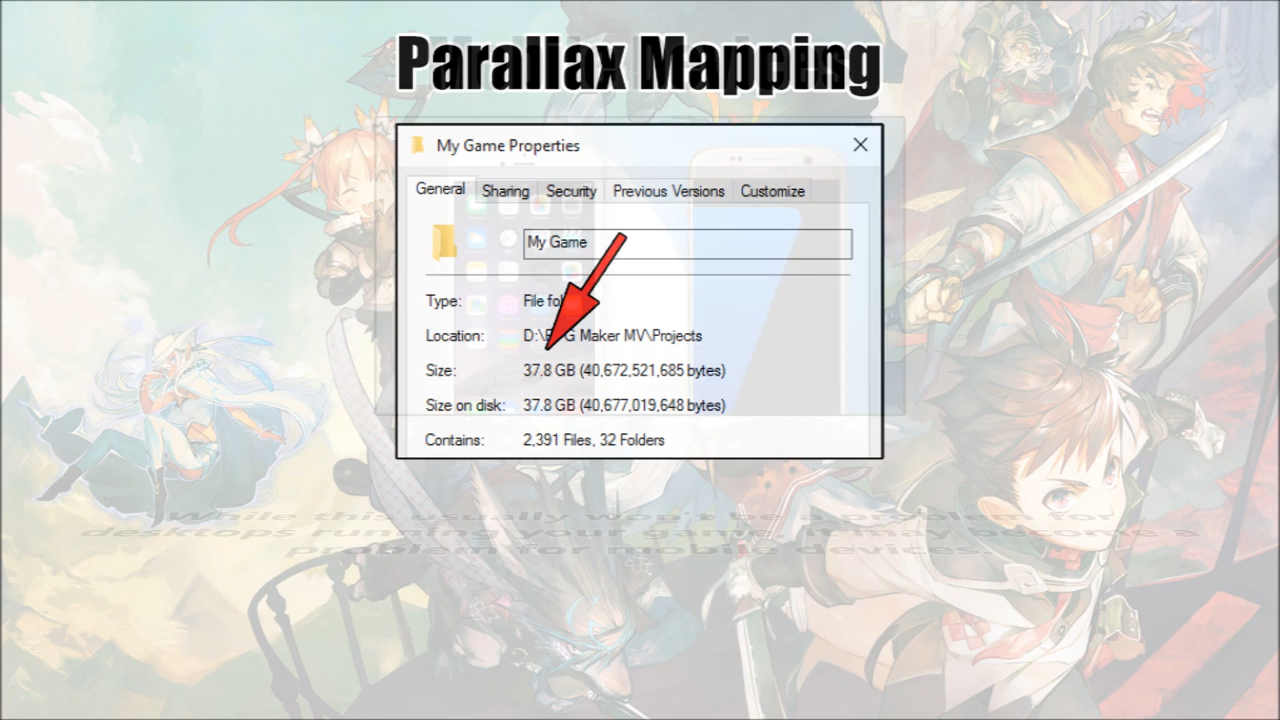 Parallax Mapping
My Game Properties
General Sharing Security Previous Versions Customize
My Game
Type: File fol
Location: D:\ G Maker MV\Projects
Size: 37.8 GB (40,672,521,685 bytes)
Size on disk: 37.8 GB (40,677,019,648 bytes)
Contains: 2,391 Files, 32 Folders
While this usually won't be a problem for
desktops running your game, it may become a
problem for mobile devices.